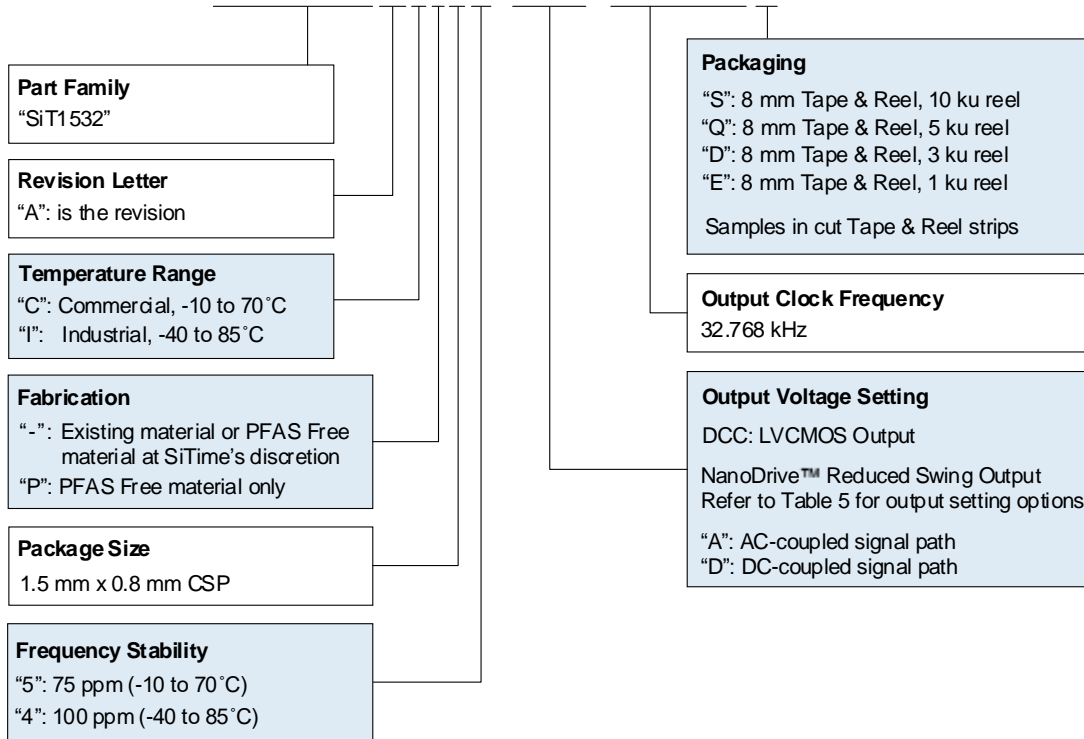 Part Family
“SiT1532”
Revision Letter
“A”: is the revision
Temperature Range
“C”: Commercial, -10 to 70˚C
“I”: Industrial, -40 to 85˚C
Fabrication
“-”: Existing material or PFAS Free
material at SiTime’s discretion
“P”: PFAS Free material only
Package Size
1.5 mm x 0.8 mm CSP
Frequency Stability
“5”: 75 ppm (-10 to 70˚C)
“4”: 100 ppm (-40 to 85˚C)
Packaging
“S”: 8 mm Tape & Reel, 10 ku reel
“Q”: 8 mm Tape & Reel, 5 ku reel
“D”: 8 mm Tape & Reel, 3 ku reel
“E”: 8 mm Tape & Reel, 1 ku reel
Samples in cut Tape & Reel strips
Output Clock Frequency
32.768 kHz
Output Voltage Setting
DCC: LVCMOS Output
NanoDrive™ Reduced Swing Output
Refer to Table 5 for output setting options
“A”: AC-coupled signal path
“D”: DC-coupled signal path